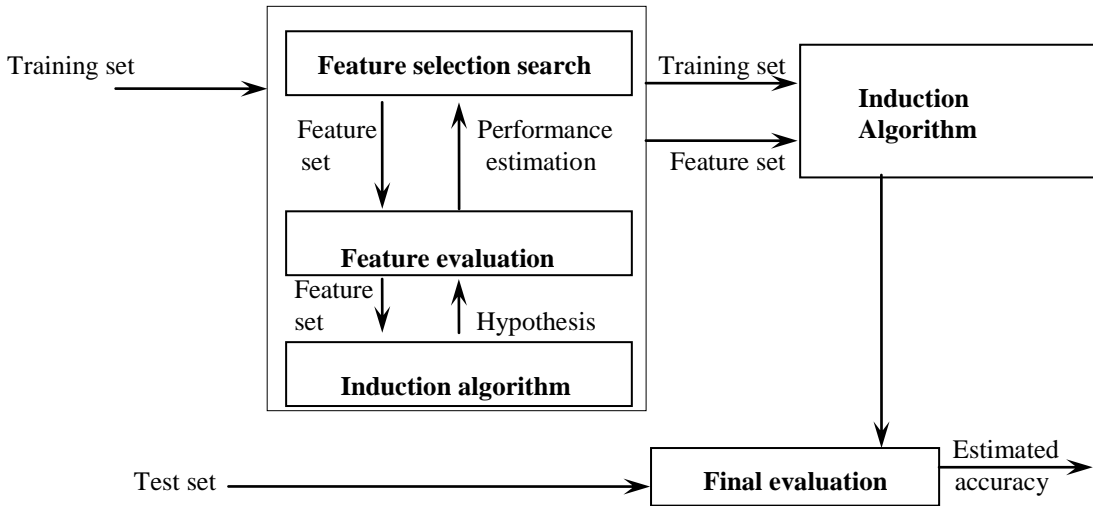 Training set
Feature selection search
Training set
Induction
Algorithm
Feature
set
Performance
estimation
Feature set
Feature evaluation
Feature
set
Hypothesis
Induction algorithm
Test set
Final evaluation
Estimated
accuracy